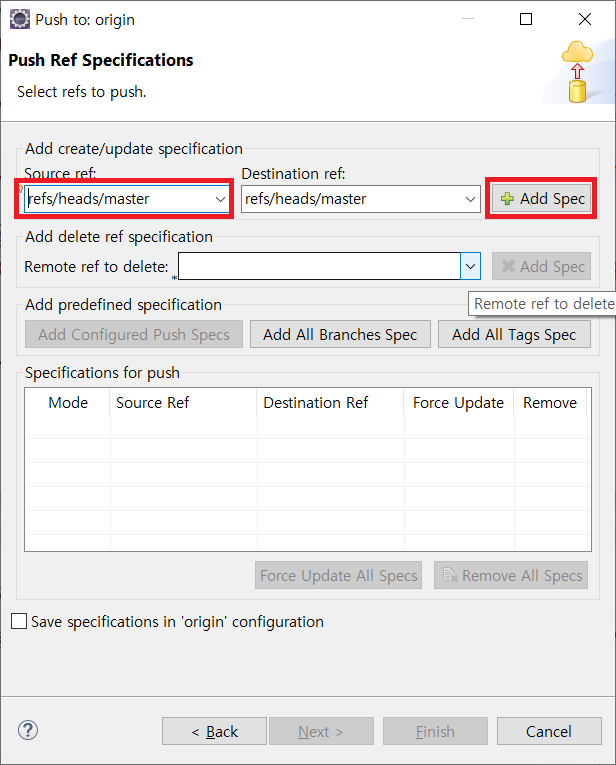 Push to: origin
Push Ref Specifications
Select refs to push.
Add create/update specification
Source ref: Destination ref:
refs/heads/master refs/heads/master Add Spec
Add delete ref specification
Remote ref to delete: Add Spec
Remote ref to delete
Add predefined specification
Add Configured Push Specs Add All Branches Spec Add All Tags Spec
Specifications for push
Mode Source Ref Destination Ref Force Update Remove
Force Update All Specs Remove All Specs
Save specifications in 'origin' configuration
? < Back Next > Finish Cancel